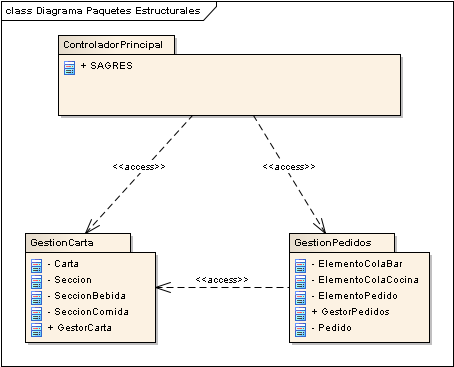 class Diagrama Paquetes Estructurales
ControladorPrincipal
+ SAGRES
<<access>>
<<access>>
GestionCarta
- Carta
- Seccion
- SeccionBebida
- SeccionComida
+ GestorCarta
<<access>>
GestionPedidos
- ElementoColaBar
- ElementoColaCocina
- ElementoPedido
+ GestorPedidos
- Pedido